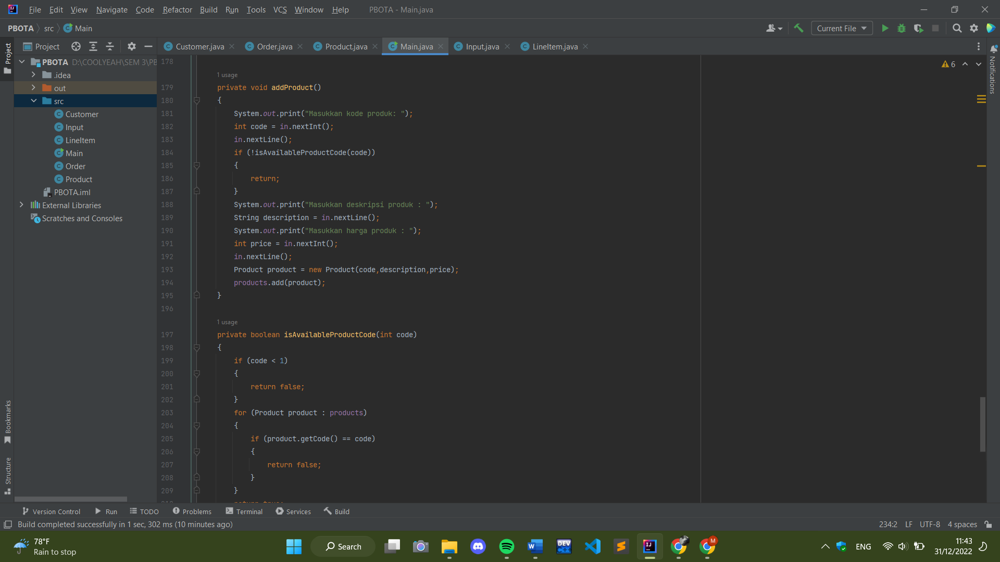 File Edit View Navigate Code Refactor Build Run Tools VCS Window Help PBOTA - Main.java
PBOTA src Main Current File
Project Customer.java Order.java Product.java Main.java Input.java LineItem.java
Project
PBOTA D:\COOLYEAH\SEM 3\PB
.idea
out
src
Customer
Input
LineItem
Main
Order
Product
PBOTA.iml
External Libraries
Scratches and Consoles
Bookmarks
Structure
Notifications
6
178
1 usage
179 private void addProduct()
180 {
181 System.out.print("Masukkan kode produk: ");
182 int code = in.nextInt();
183 in.nextLine();
184 if (!isAvailableProductCode(code))
185 {
186 return;
187 }
188 System.out.print("Masukkan deskripsi produk : ");
189 String description = in.nextLine();
190 System.out.print("Masukkan harga produk : ");
191 int price = in.nextInt();
192 in.nextLine();
193 Product product = new Product(code,description,price);
194 products.add(product);
195 }
196
1 usage
197 private boolean isAvailableProductCode(int code)
198 {
199 if (code < 1)
200 {
201 return false;
202 }
203 for (Product product : products)
204 {
205 if (product.getCode() == code)
206 {
207 return false;
208 }
209 }
Version Control Run TODO Problems Terminal Services Build
Build completed successfully in 1 sec, 302 ms (10 minutes ago) 234:2 LF UTF-8 4 spaces
78°F
Rain to stop
Search
DEV
C++
ENG
11:43
31/12/2022